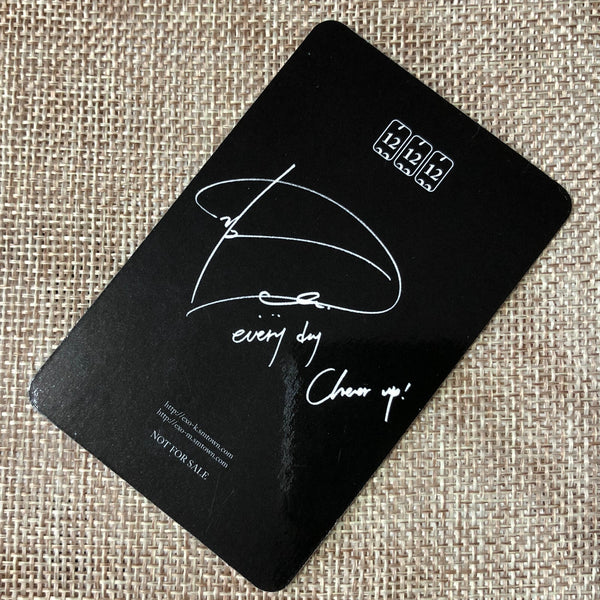 12 12 12
every day
Cheer up!
http://exo-k.smtown.com
http://exo-m.smtown.com
NOT FOR SALE